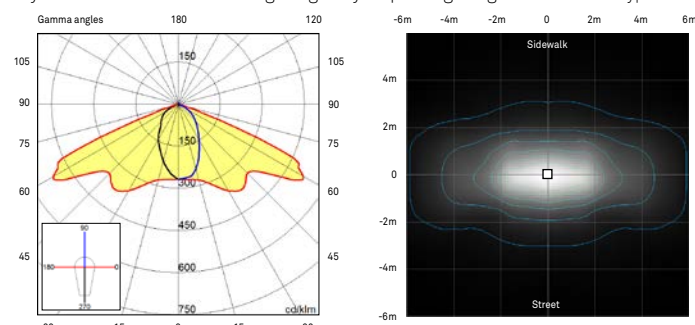 Gamma angles 180 120
105 105
90 90
75 75
60 60
45 45
150
150
300
450
600
750
cd/klm
90
180 0
270
-6m -4m -2m 0 2m 4m 6m
Sidewalk
4m
2m
0
-2m
-4m
-6m
Street